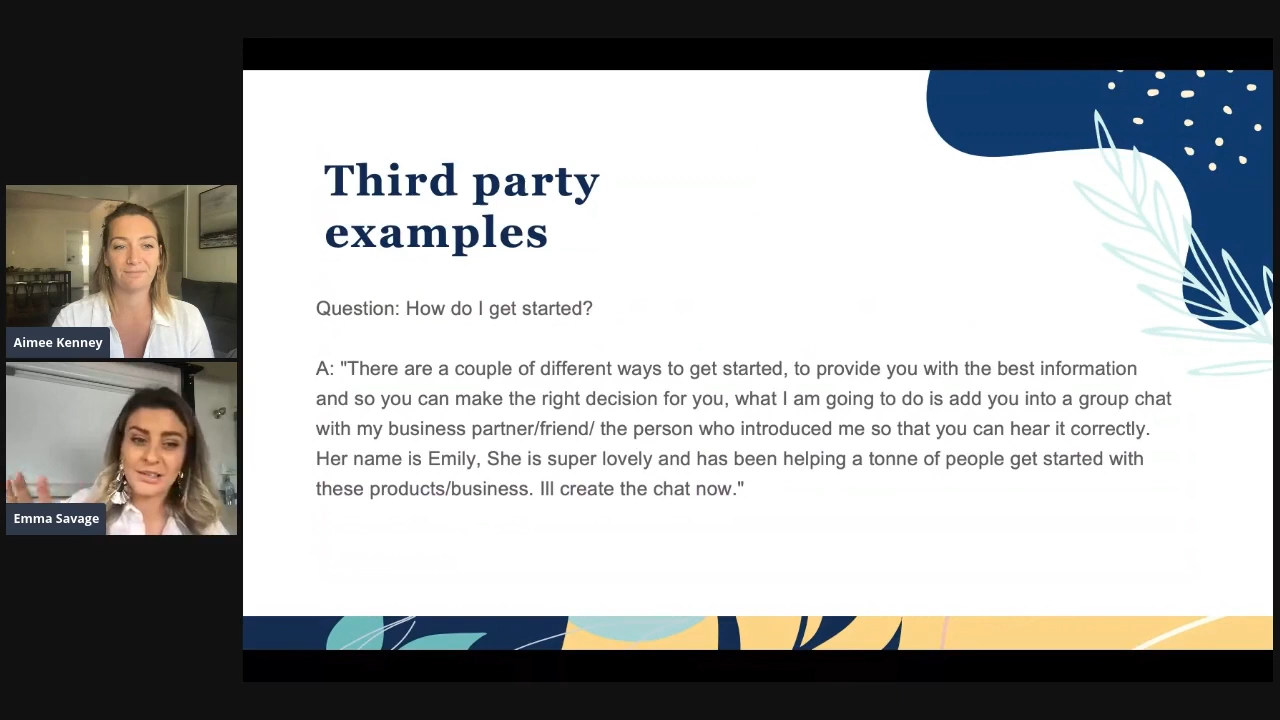 Aimee Kenney
Emma Savage
Third party
examples
Question: How do I get started?
A: "There are a couple of different ways to get started, to provide you with the best information
and so you can make the right decision for you, what I am going to do is add you into a group chat
with my business partner/friend/ the person who introduced me so that you can hear it correctly.
Her name is Emily, She is super lovely and has been helping a tonne of people get started with
these products/business. Ill create the chat now."